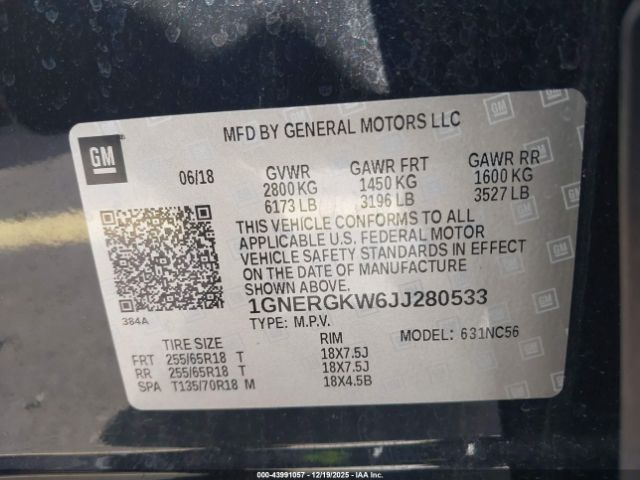 GM
MFD BY GENERAL MOTORS LLC
06/18 GVWR GAWR FRT GAWR RR
2800 KG 1450 KG 1600 KG
6173 LB 3196 LB 3527 LB
THIS VEHICLE CONFORMS TO ALL
APPLICABLE U.S. FEDERAL MOTOR
VEHICLE SAFETY STANDARDS IN EFFECT
ON THE DATE OF MANUFACTURE
SHOWN ABOVE.
384A
1GNERGKW6JJ280533
TYPE: M.P.V. MODEL: 631NC56
TIRE SIZE RIM
FRT 255/65R18 T 18X7.5J
RR 255/65R18 T 18X7.5J
SPA T135/70R18 M 18X4.5B
000-43991057 - 12/19/2025 - IAA Inc.